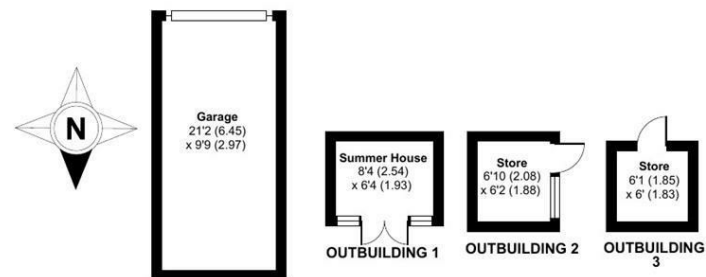 N
Garage
21'2 (6.45)
x 9'9 (2.97)
Summer House
8'4 (2.54)
x 6'4 (1.93)
OUTBUILDING 1
Store
6'10 (2.08)
x 6'2 (1.88)
OUTBUILDING 2
Store
6'1 (1.85)
x 6' (1.83)
OUTBUILDING
3